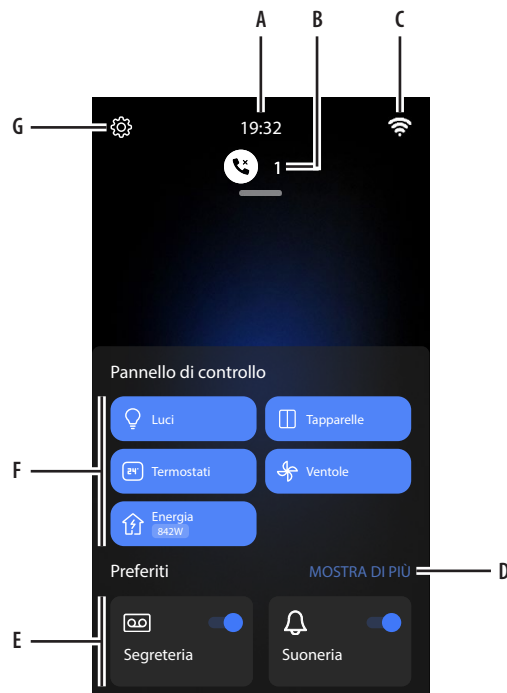 A B C
G 19:32
1
Pannello di controllo
Luci Tapparelle
F 24° Termostati Ventole
Energia
842W
Preferiti MOSTRA DI PIÙ D
E
Segreteria Suoneria